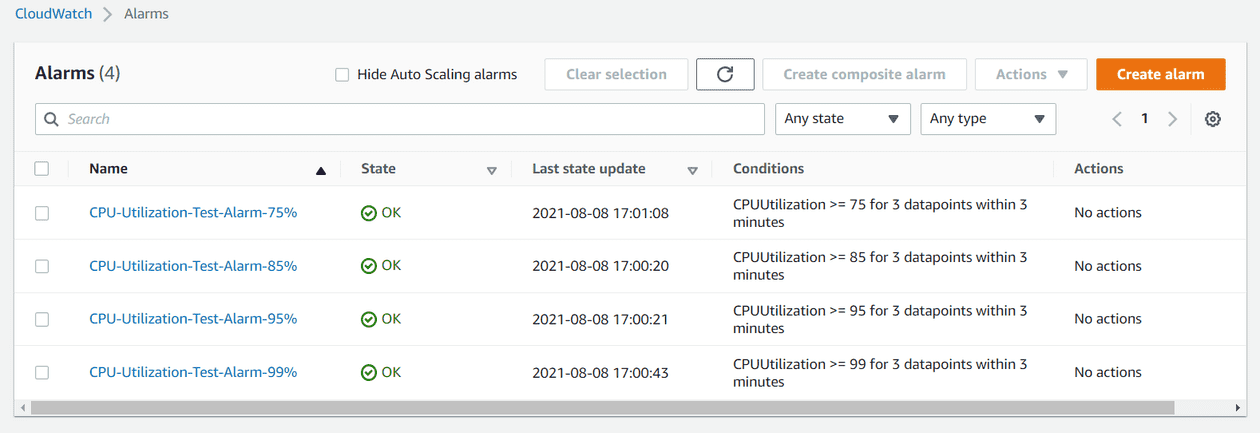 CloudWatch Alarms
Alarms (4)
Hide Auto Scaling alarms
Clear selection
Create composite alarm
Actions
Create alarm
Search
Any state
Any type
1
Name State Last state update Conditions Actions
CPU-Utilization-Test-Alarm-75% OK 2021-08-08 17:01:08 CPUUtilization >= 75 for 3 datapoints within 3
minutes
No actions
CPU-Utilization-Test-Alarm-85% OK 2021-08-08 17:00:20 CPUUtilization >= 85 for 3 datapoints within 3
minutes
No actions
CPU-Utilization-Test-Alarm-95% OK 2021-08-08 17:00:21 CPUUtilization >= 95 for 3 datapoints within 3
minutes
No actions
CPU-Utilization-Test-Alarm-99% OK 2021-08-08 17:00:43 CPUUtilization >= 99 for 3 datapoints within 3
minutes
No actions